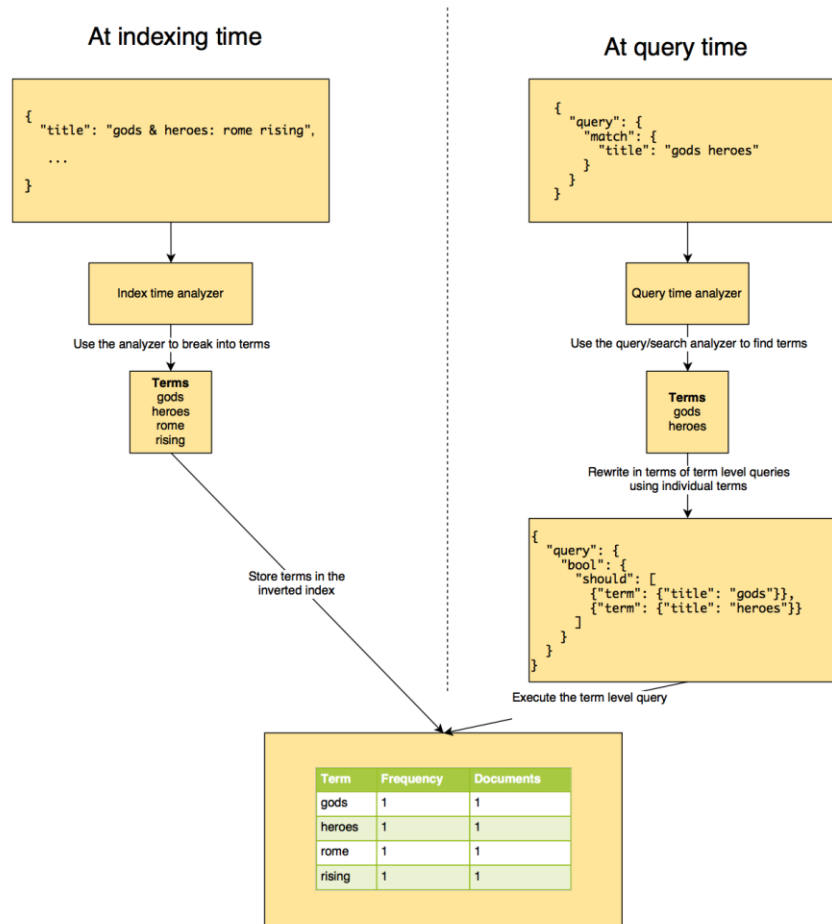 At indexing time
{
  "title": "gods & heroes: rome rising",
  ...
}
Index time analyzer
Use the analyzer to break into terms
Terms
gods
heroes
rome
rising
Store terms in the
inverted index
At query time
{
  "query": {
    "match": {
      "title": "gods heroes"
    }
  }
}
Query time analyzer
Use the query/search analyzer to find terms
Terms
gods
heroes
Rewrite in terms of term level queries
using individual terms
{
  "query": {
    "bool": {
      "should": [
        {"term": {"title": "gods"}},
        {"term": {"title": "heroes"}}
      ]
    }
  }
}
Execute the term level query
Term Frequency Documents
gods 1 1
heroes 1 1
rome 1 1
rising 1 1